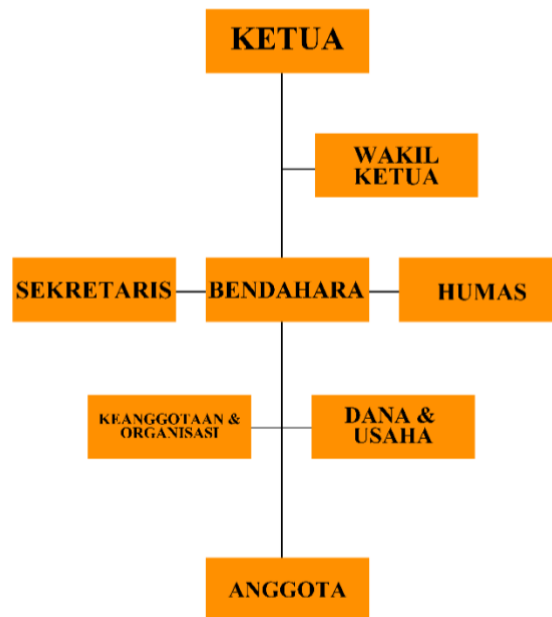 KETUA
WAKIL
KETUA
SEKRETARIS
BENDAHARA
HUMAS
KEANGGOTAAN &
ORGANISASI
DANA &
USAHA
ANGGOTA